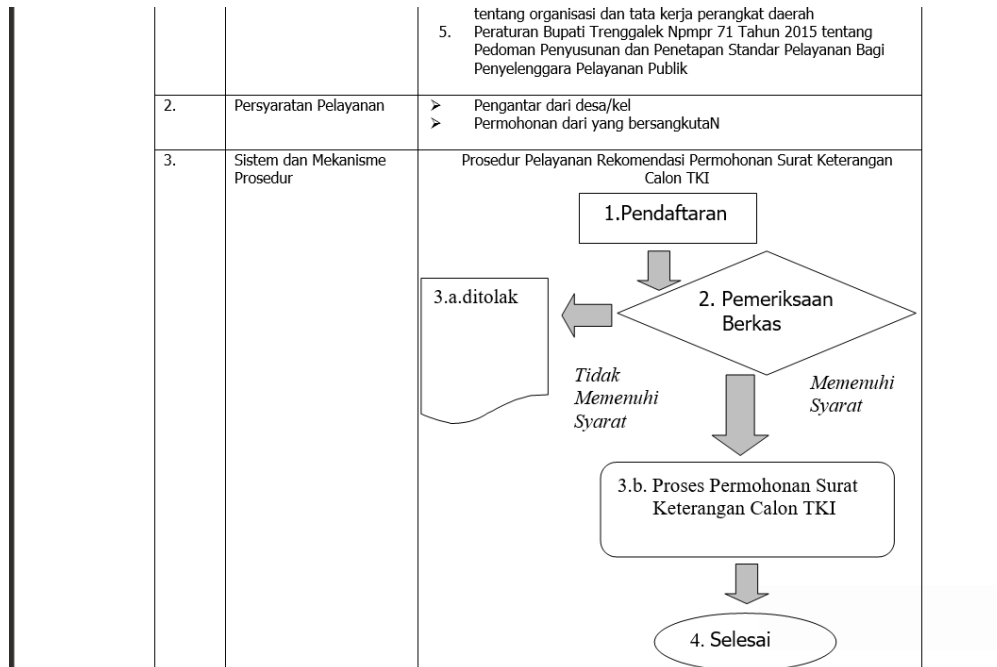 tentang organisasi dan tata kerja perangkat daerah
5. Peraturan Bupati Trenggalek Npmpr 71 Tahun 2015 tentang
Pedoman Penyusunan dan Penetapan Standar Pelayanan Bagi
Penyelenggara Pelayanan Publik
2. Persyaratan Pelayanan
➢ Pengantar dari desa/kel
➢ Permohonan dari yang bersangkutaN
3. Sistem dan Mekanisme
Prosedur
Prosedur Pelayanan Rekomendasi Permohonan Surat Keterangan
Calon TKI
1.Pendaftaran
2. Pemeriksaan
Berkas
3.a.ditolak
Tidak
Memenuhi
Syarat
Memenuhi
Syarat
3.b. Proses Permohonan Surat
Keterangan Calon TKI
4. Selesai